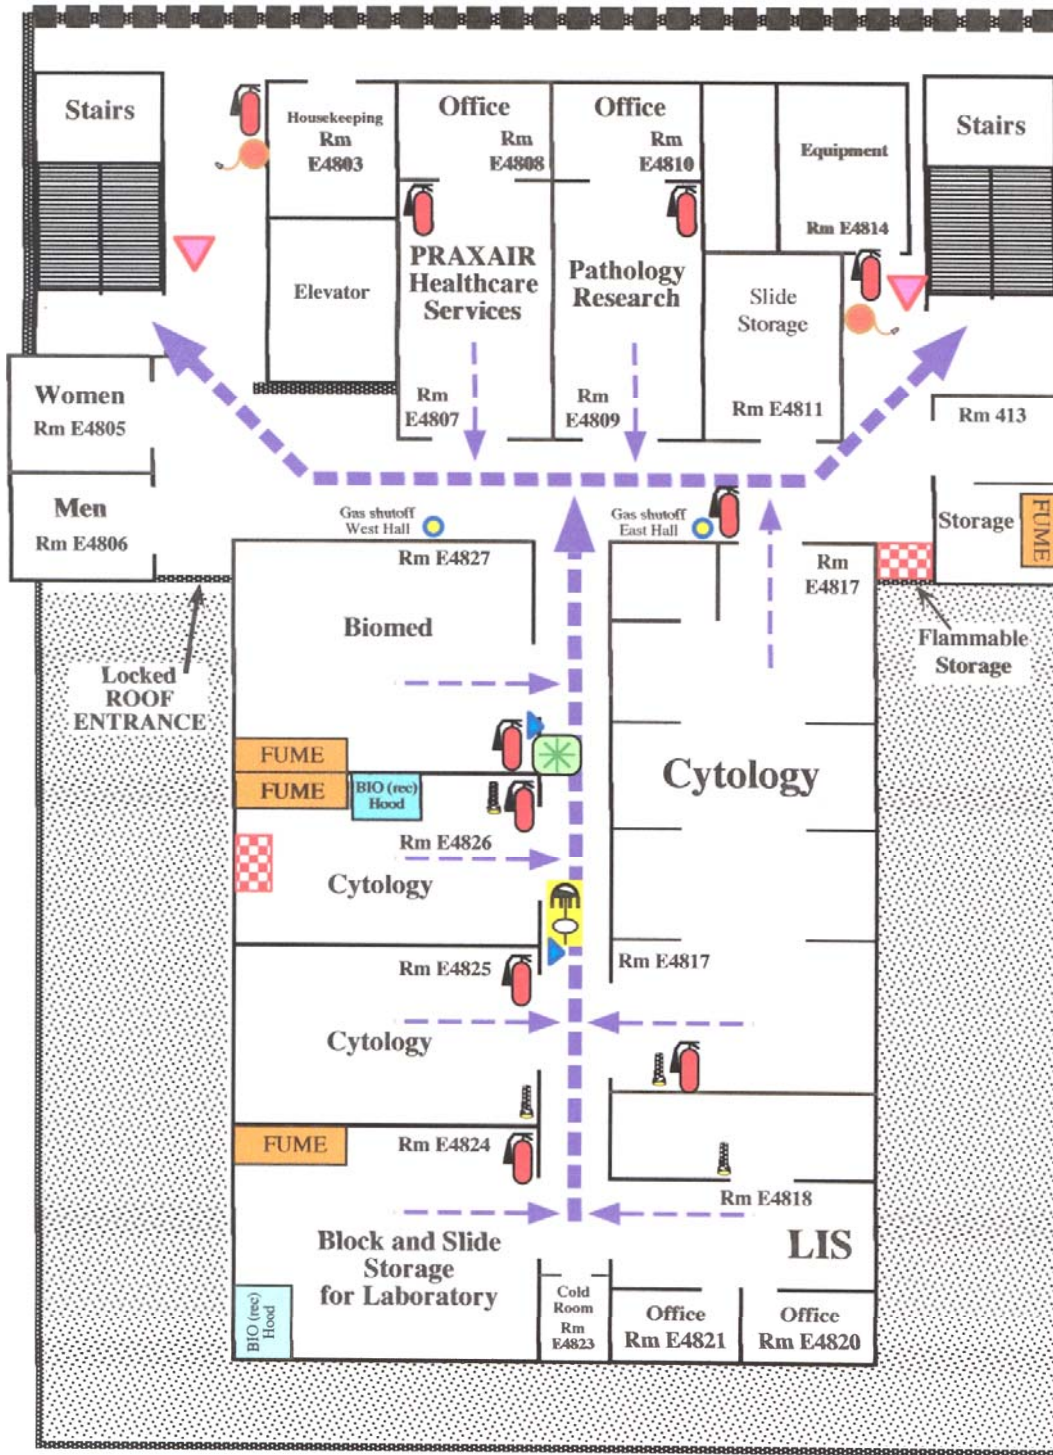 Stairs
Housekeeping
Rm
E4803
Office
Rm
E4808
Office
Rm
E4810
Equipment
Rm E4814
Stairs
Elevator
PRAXAIR
Healthcare
Services
Pathology
Research
Slide
Storage
Rm
E4807
Rm
E4809
Rm E4811
Women
Rm E4805
Rm 413
Men
Rm E4806
Storage
FUME
Gas shutoff
West Hall
Gas shutoff
East Hall
Rm E4827
Rm
E4817
Biomed
Flammable
Storage
Locked
ROOF
ENTRANCE
FUME
FUME
BIO (rec)
Hood
Cytology
Rm E4826
Cytology
Rm E4825
Rm E4817
Cytology
FUME
Rm E4824
Rm E4818
Block and Slide
Storage
for Laboratory
LIS
BIO (rec)
Hood
Cold
Room
Rm
E4823
Office
Rm E4821
Office
Rm E4820